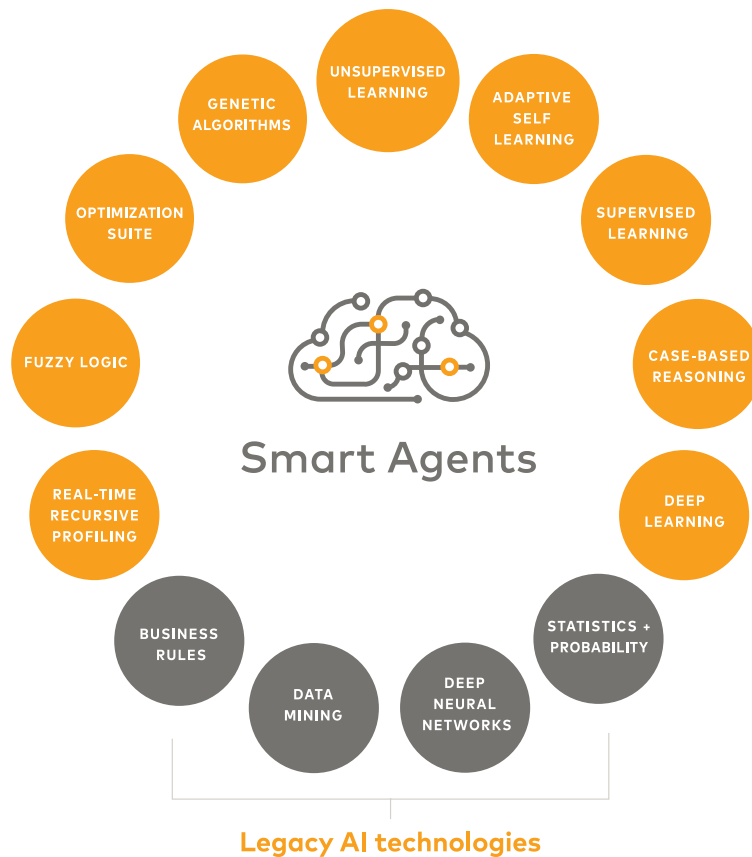 UNSUPERVISED
LEARNING
GENETIC
ALGORITHMS
ADAPTIVE
SELF
LEARNING
OPTIMIZATION
SUITE
SUPERVISED
LEARNING
FUZZY LOGIC
CASE-BASED
REASONING
Smart Agents
REAL-TIME
RECURSIVE
PROFILING
DEEP
LEARNING
BUSINESS
RULES
STATISTICS +
PROBABILITY
DATA
MINING
DEEP
NEURAL
NETWORKS
Legacy AI technologies